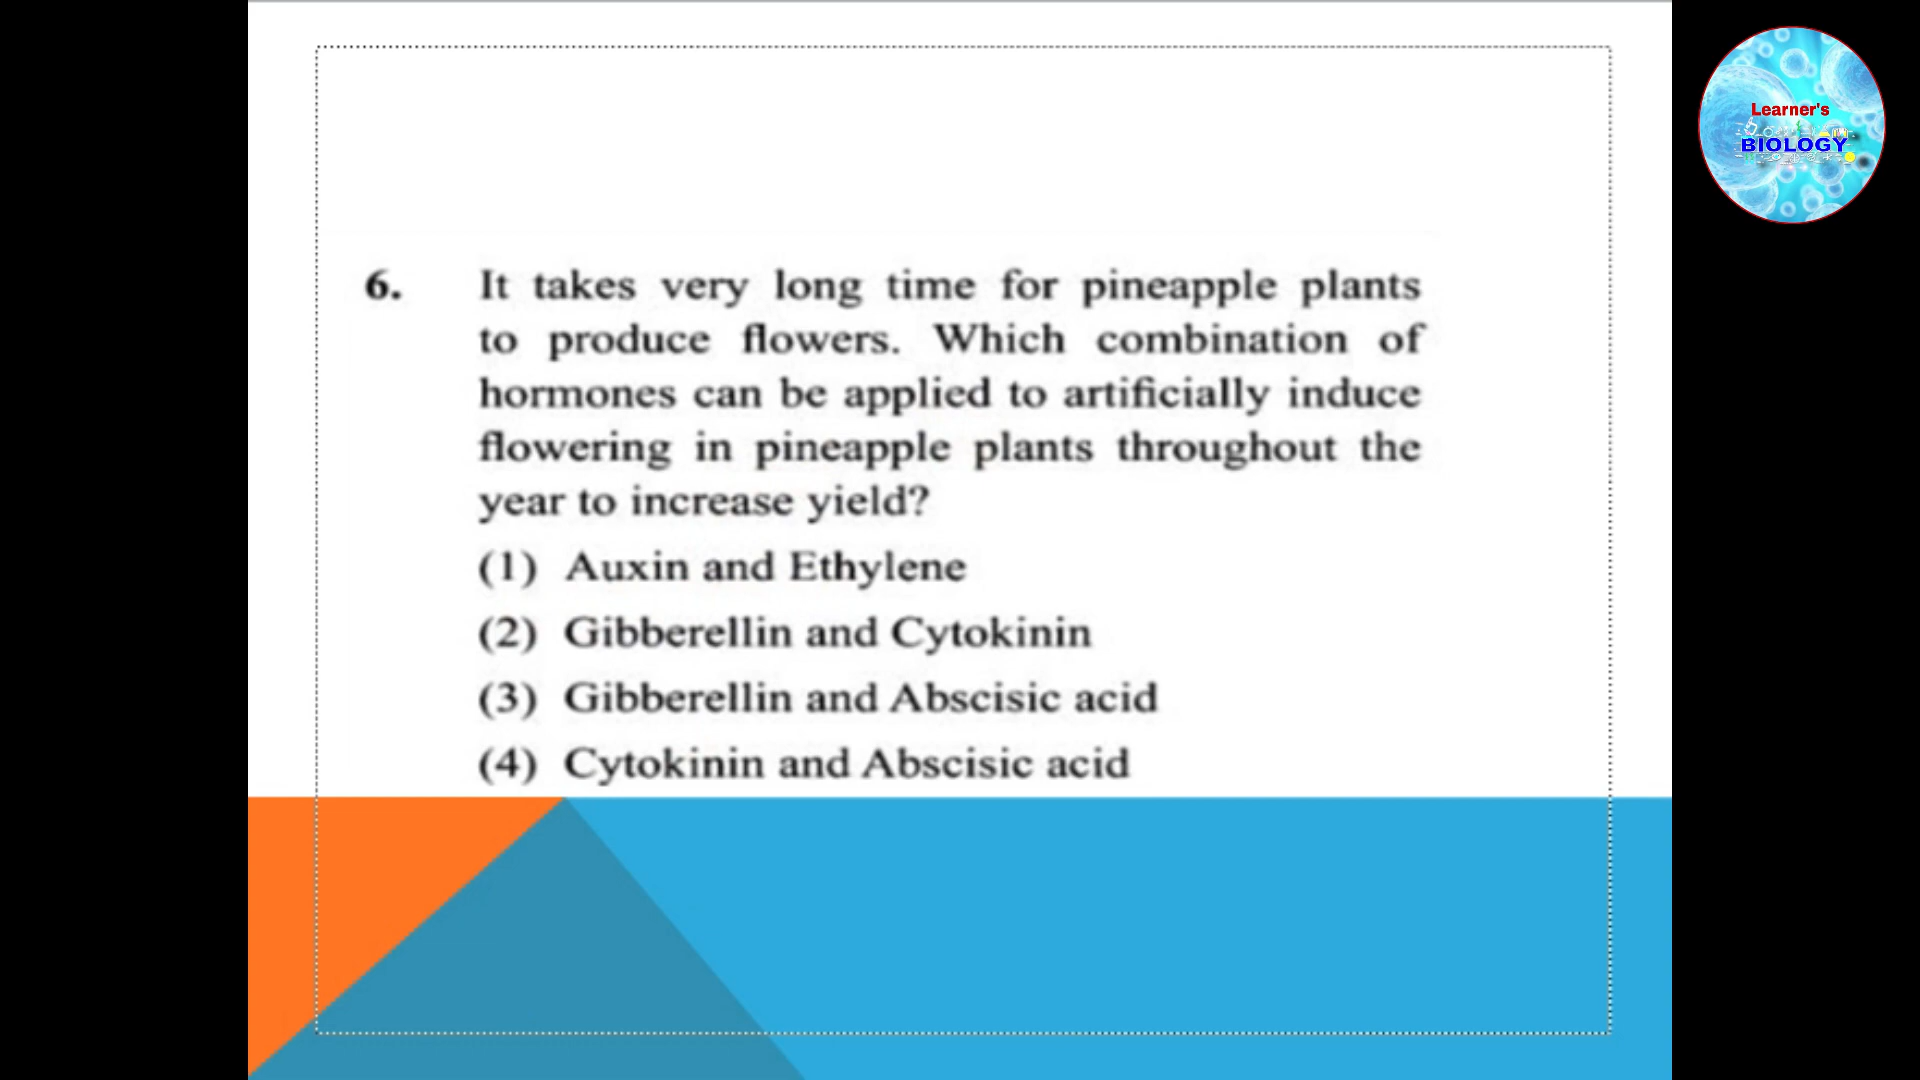 6. It takes very long time for pineapple plants
to produce flowers. Which combination of
hormones can be applied to artificially induce
flowering in pineapple plants throughout the
year to increase yield?
(1) Auxin and Ethylene
(2) Gibberellin and Cytokinin
(3) Gibberellin and Abscisic acid
(4) Cytokinin and Abscisic acid
Learner's
BIOLOGY